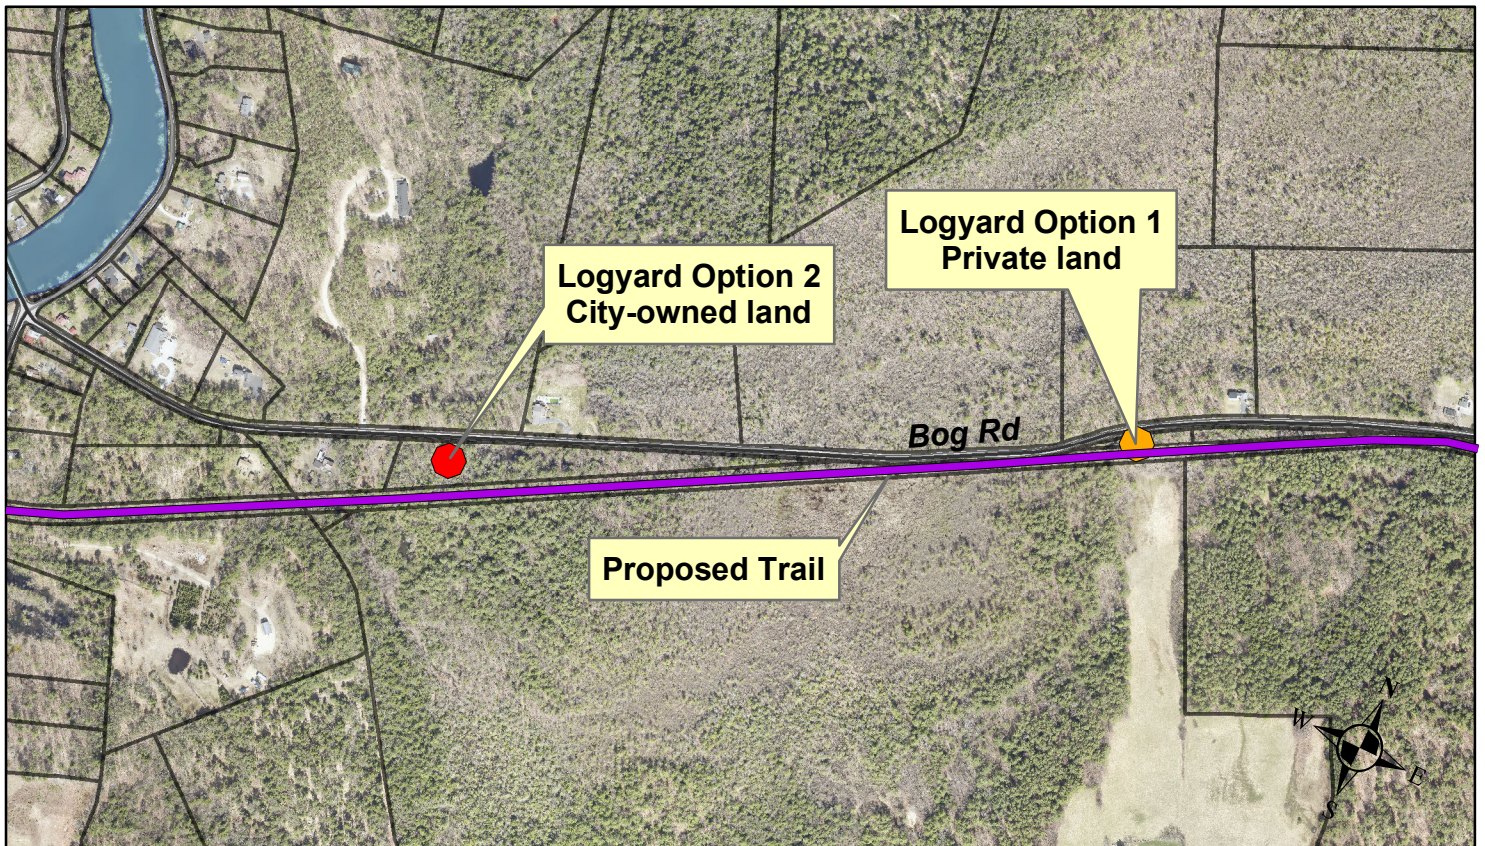 Logyard Option 1
Private land
Logyard Option 2
City-owned land
Bog Rd
Proposed Trail
N
W
E
S